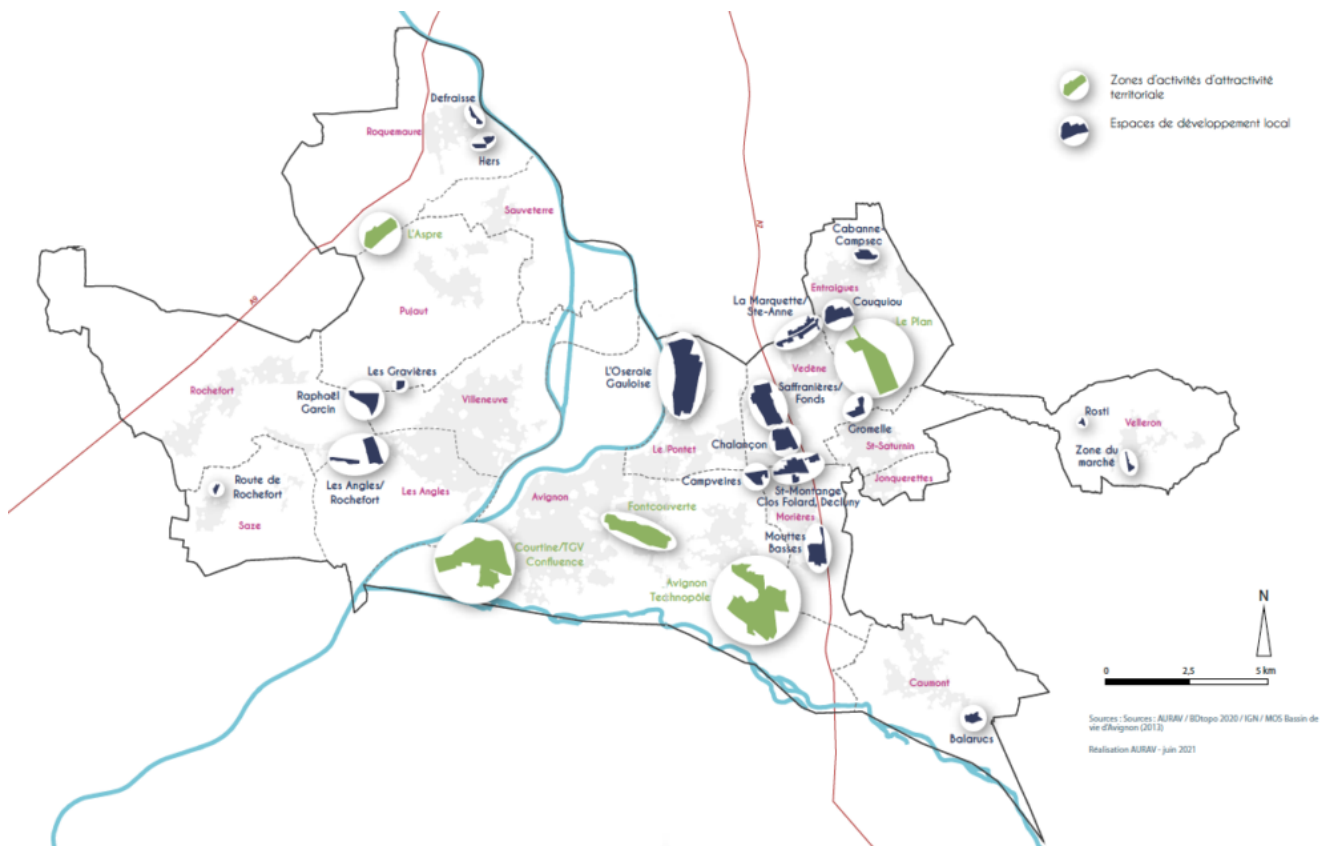 Zones d'activités d'attractivité
territoriale
Espaces de développement local
Defraisse
Roquemaure
Hers
Sauveterre
L'Aspre
A9
Pujaut
A7
Cabanne-
Campsec
Entraigues
La Marquette/
Ste-Anne
Couquiou
Le Plan
Vedène
L'Oseraie
Gauloise
Les Gravières
Rochefort
Raphaël
Garcin
Villeneuve
Saffranières/
Fonds
Gromelle
Rosti
Velleron
Zone du
marché
Chalançon
St-Saturnin
Le Pontet
Jonquerettes
Campveires
St-Montange
Clos Folard, Decluny
Route de
Rochefort
Les Angles/
Rochefort
Les Angles
Avignon
Saze
Fontcouverte
Morières
Mouttes
Basses
Courtine/TGV
Confluence
Avignon
Technopôle
Caumont
Balarucs
N
0 2,5 5 km
Sources : Sources : AURAV / BDtopo 2020 / IGN / MOS Bassin de
vie d'Avignon (2013)
Réalisation AURAV - juin 2021